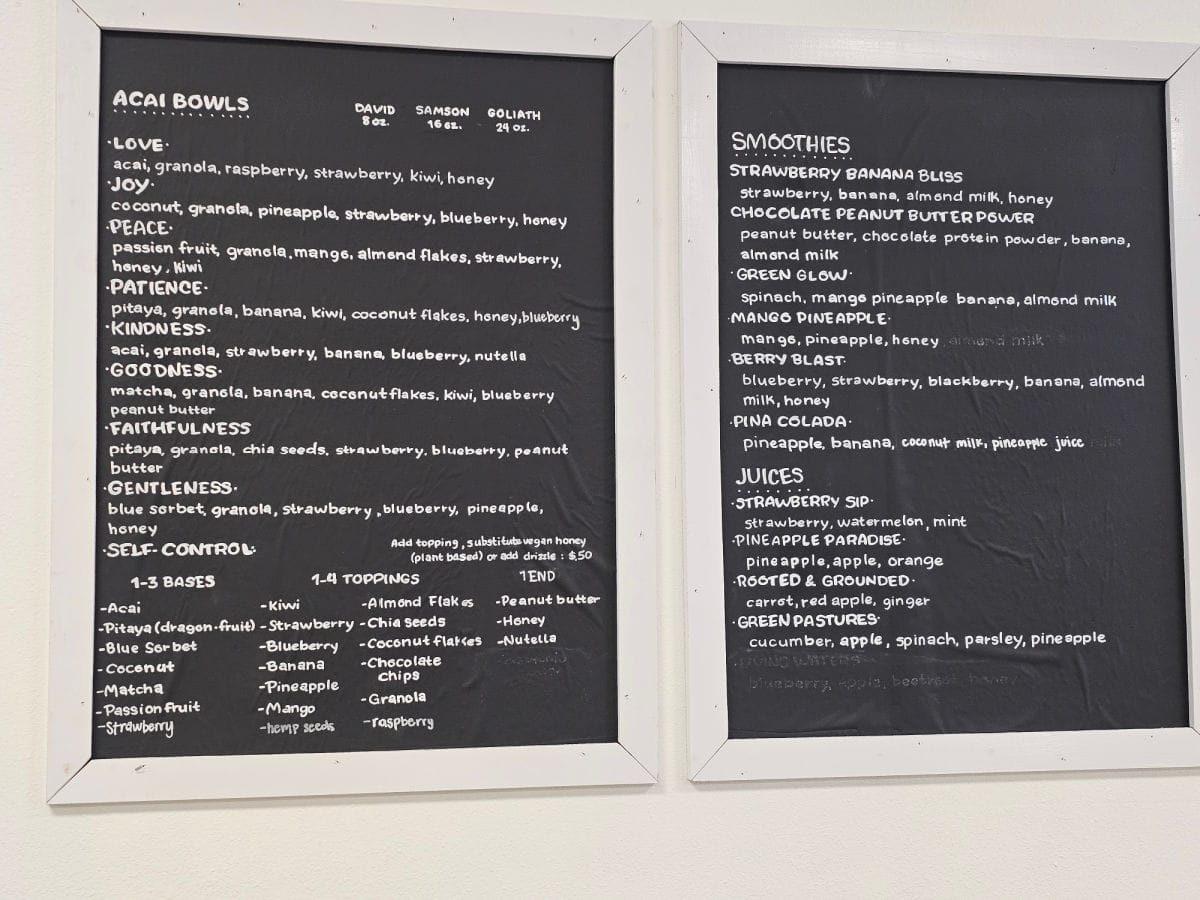 ACAI BOWLS
DAVID SAMSON GOLIATH
8 oz. 16 oz. 24 oz.
·LOVE·
acai, granola, raspberry, strawberry, kiwi, honey
·JOY·
coconut, granola, pineapple, strawberry, blueberry, honey
·PEACE·
passion fruit, granola, mango, almond flakes, strawberry,
honey, kiwi
·PATIENCE·
pitaya, granola, banana, kiwi, coconut flakes, honey, blueberry
·KINDNESS·
acai, granola, strawberry, banana, blueberry, nutella
·GOODNESS·
matcha, granola, banana, coconut flakes, kiwi, blueberry
peanut butter
·FAITHFULNESS
pitaya, granola, chia seeds, strawberry, blueberry, peanut
butter
·GENTLENESS·
blue sorbet, granola, strawberry, blueberry, pineapple,
honey
·SELF-CONTROL·
Add topping, substitute vegan honey
(plant based) or add drizzle : $.50
1-3 BASES
-Acai
-Pitaya (dragon-fruit)
-Blue Sorbet
-Coconut
-Matcha
-Passion fruit
-Strawberry
1-4 TOPPINGS
-Kiwi
-Strawberry
-Blueberry
-Banana
-Pineapple
-Mango
-hemp seeds
-Almond Flakes
-Chia seeds
-Coconut flakes
-Chocolate
chips
-Granola
-raspberry
1 END
-Peanut butter
-Honey
-Nutella
SMOOTHIES
STRAWBERRY BANANA BLISS
strawberry, banana, almond milk, honey
CHOCOLATE PEANUT BUTTER POWER
peanut butter, chocolate protein powder, banana,
almond milk
·GREEN GLOW·
spinach, mango pineapple banana, almond milk
·MANGO PINEAPPLE·
mango, pineapple, honey, almond milk
·BERRY BLAST·
blueberry, strawberry, blackberry, banana, almond
milk, honey
·PINA COLADA·
pineapple, banana, coconut milk, pineapple juice
JUICES
·STRAWBERRY SIP·
strawberry, watermelon, mint
·PINEAPPLE PARADISE·
pineapple, apple, orange
·ROOTED & GROUNDED·
carrot, red apple, ginger
·GREEN PASTURES·
cucumber, apple, spinach, parsley, pineapple
LIVING WATERS
blueberry, apple, beetroot, honey